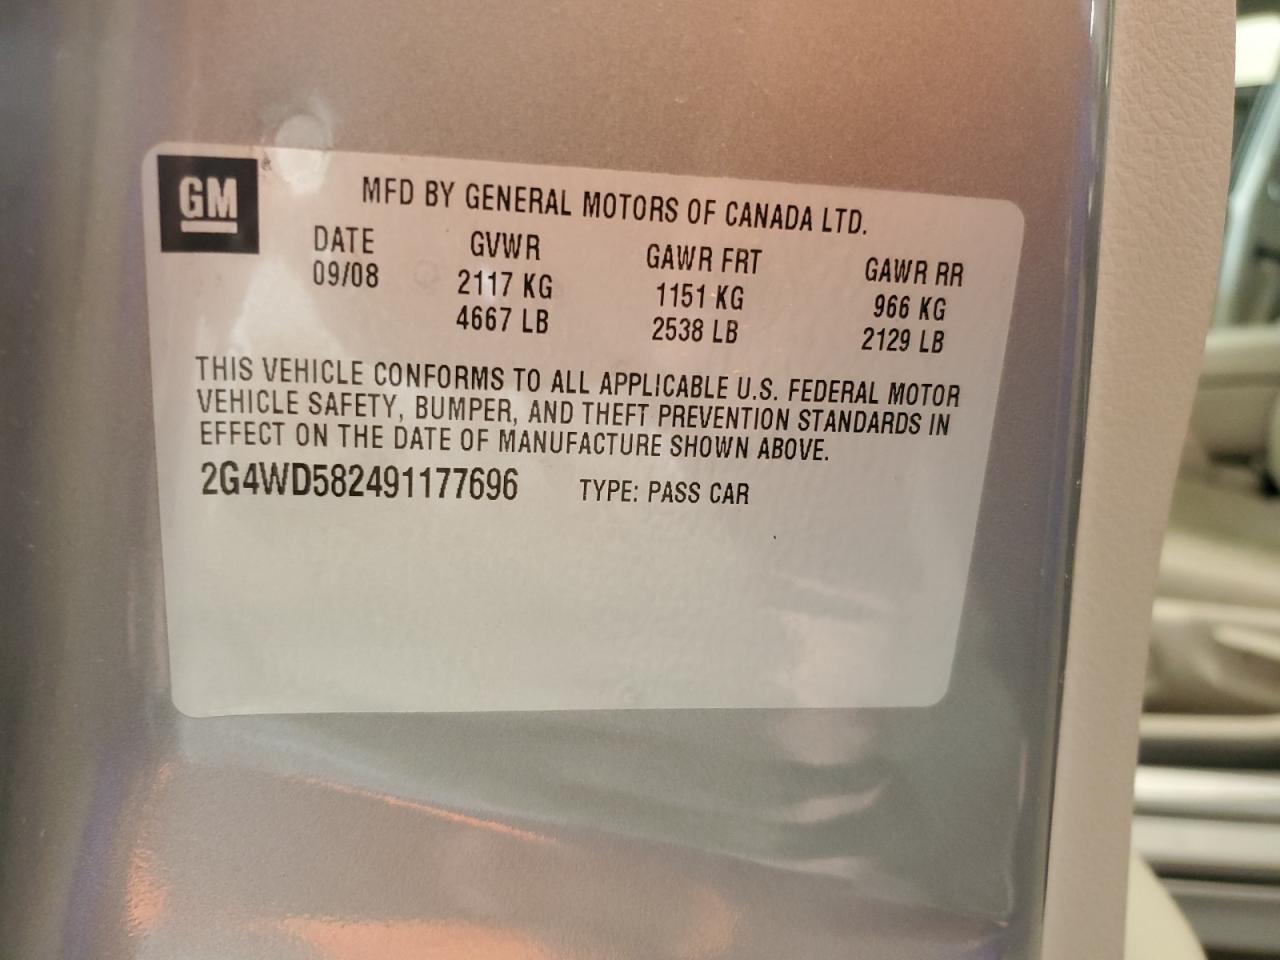 GM
MFD BY GENERAL MOTORS OF CANADA LTD.
DATE GVWR GAWR FRT GAWR RR
09/08 2117 KG 1151 KG 966 KG
4667 LB 2538 LB 2129 LB
THIS VEHICLE CONFORMS TO ALL APPLICABLE U.S. FEDERAL MOTOR
VEHICLE SAFETY, BUMPER, AND THEFT PREVENTION STANDARDS IN
EFFECT ON THE DATE OF MANUFACTURE SHOWN ABOVE.
2G4WD582491177696 TYPE: PASS CAR